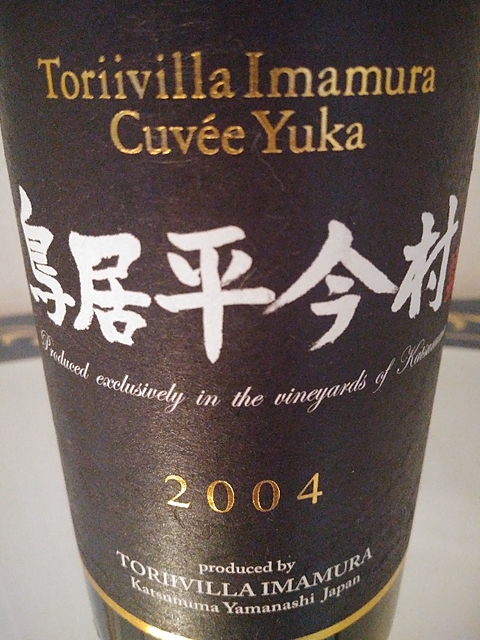 Toriivilla Imamura
Cuvée Yuka
鳥居平今村
Produced exclusively in the vineyards of
2004
produced by
TORIIVILLA IMAMURA
Katsunuma Yamanashi Japan